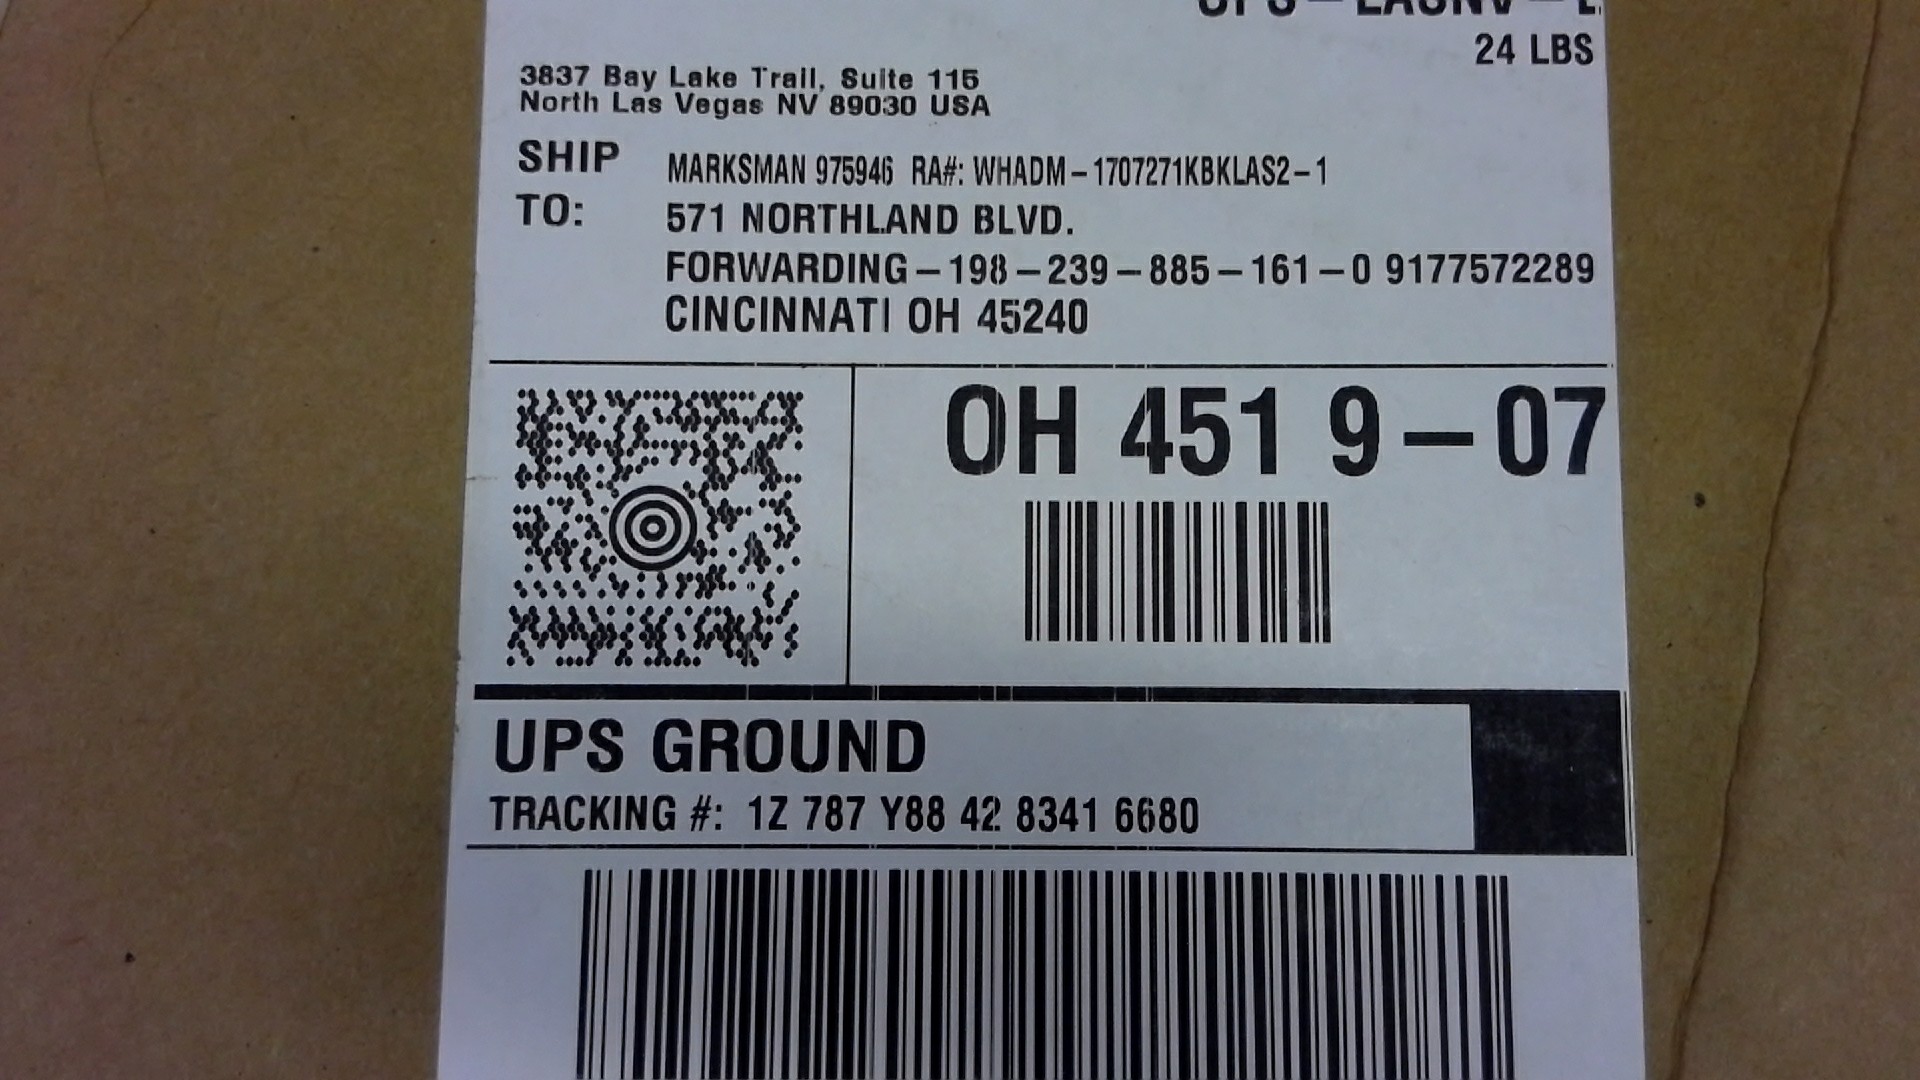 24 LBS
3837 Bay Lake Trail, Suite 115
North Las Vegas NV 89030 USA
SHIP TO:
MARKSMAN 975946 RA#: WHADM-1707271KBKLAS2-1
571 NORTHLAND BLVD.
FORWARDING-198-239-885-161-0 9177572289
CINCINNATI OH 45240
OH 451 9-07
UPS GROUND
TRACKING #: 1Z 787 Y88 42 8341 6680